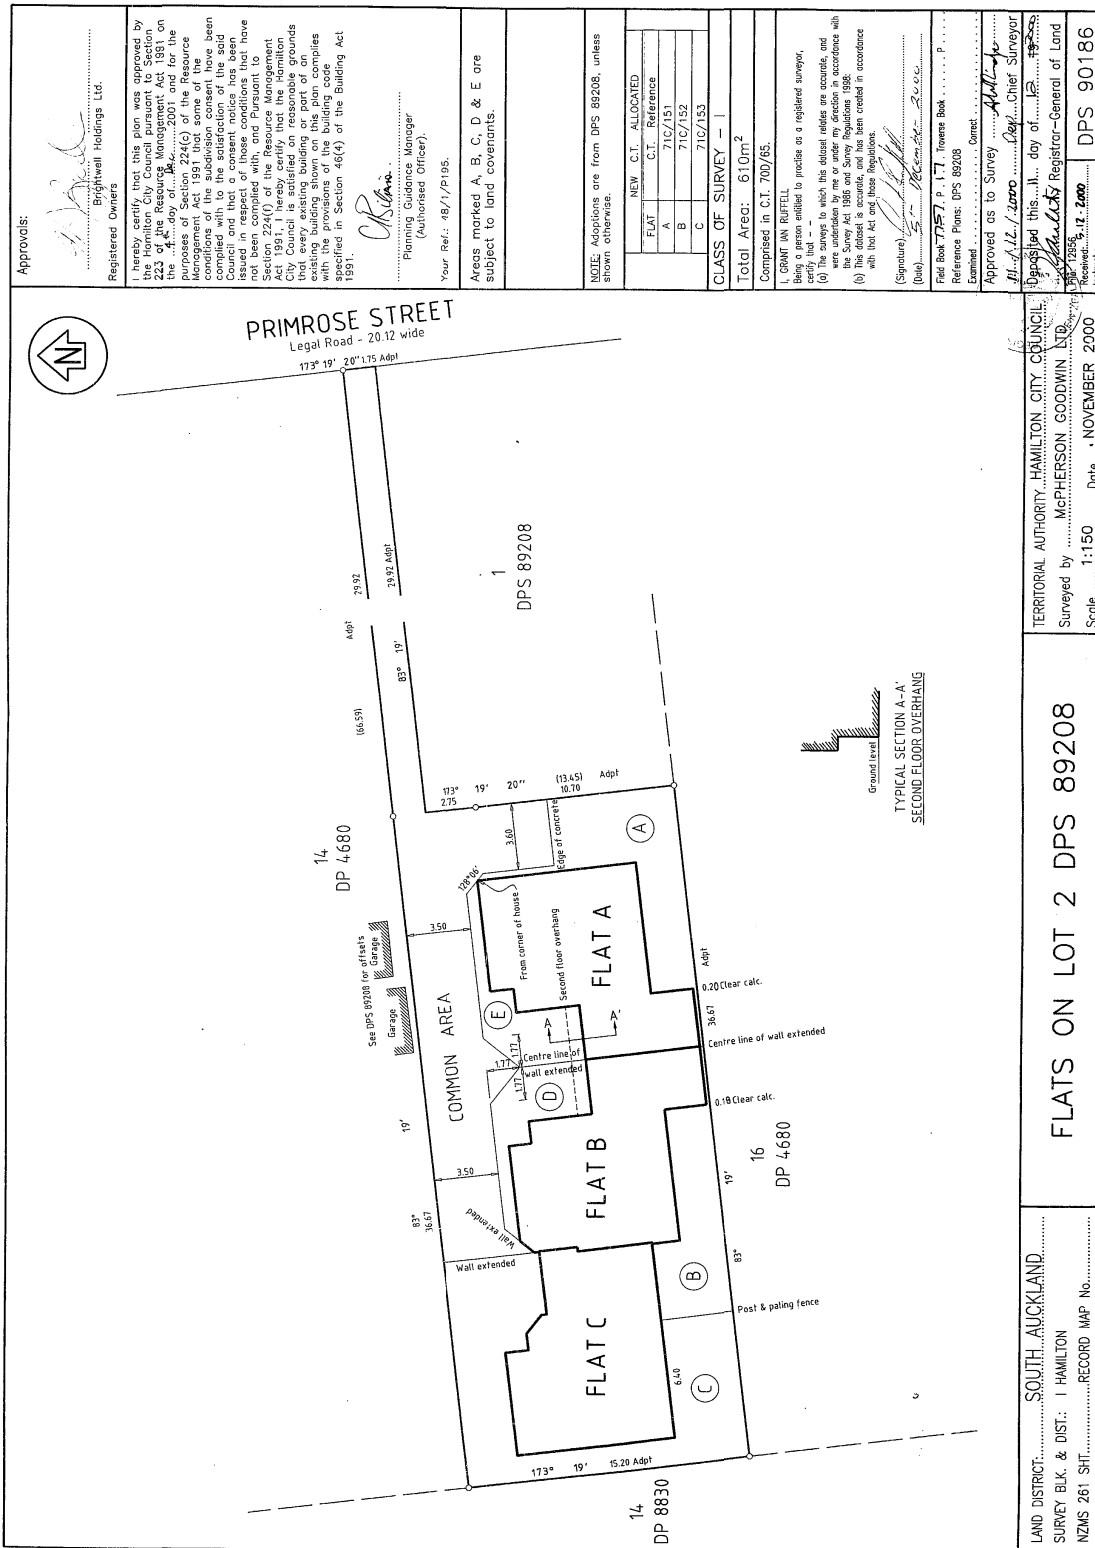 Approvals:
Brightwell Holdings Ltd.
Registered Owners
I hereby certify that this plan was approved by
the Hamilton City Council pursuant to Section
223 of the Resource Management Act 1991 on
the ...4th... day of ...Dec...... 2001 and for the
purposes of Section 224(c) of the Resource
Management Act 1991 that some of the
conditions of the subdivision consent have been
complied with to the satisfaction of the said
Council and that a consent notice has been
issued in respect of those conditions that have
not been complied with, and Pursuant to
Section 224(f) of the Resource Management
Act 1991, I hereby certify that the Hamilton
City Council is satisfied on reasonable grounds
that every existing building or part of an
existing building shown on this plan complies
with the provisions of the building code
specified in Section 46(4) of the Building Act
1991.
Planning Guidance Manager
(Authorised Officer).
Your Ref.: 48/1/P195.
Areas marked A, B, C, D & E are
subject to land covenants.
NOTE: Adoptions are from DPS 89208, unless
shown otherwise.
NEW C.T. ALLOCATED
FLAT C.T. Reference
A 71C/151
B 71C/152
C 71C/153
CLASS OF SURVEY - I
Total Area: 610m²
Comprised in C.T. 70D/65.
I, GRANT IAN RUFFELL
Being a person entitled to practise as a registered surveyor,
certify that - -
(a) The surveys to which this dataset relates are accurate, and
were undertaken by me or under my direction in accordance with
the Survey Act 1986 and Survey Regulations 1998:
(b) This dataset is accurate, and has been created in accordance
with that Act and those Regulations.
(Signature)
(Date) 5th December 2000
Field Book 7157. P. 1.7. Traverse Book . . . . . . P . . .
Reference Plans: DPS 89208
Examined . . . . . . . . Correct . . . .
Approved as to Survey
11./12./2000 ......Dep...Chief Surveyor
Deposited this..11.. day of ....12.... 2000
Registrar-General of Land
File: 12956
Received: 5.12.2000
DPS 90186
N
PRIMROSE STREET
Legal Road - 20.12 wide
173° 19' 20" 1.75 Adpt
29.92
29.92 Adpt
Adpt
83° 19'
(66.59)
1
DPS 89208
14
DP 4680
173° 19' 20" (13.45) Adpt
2.75 10.70
3.60
Edge of concrete
A
128°06'
3.50
See DPS 89208 for offsets
Garage
Garage
From corner of house
Second floor overhang
FLAT A
E
A
A'
COMMON AREA
1.77
1.77
1.77
Centre line of
wall extended
D
Adpt
0.20 Clear calc.
36.67
Centre line of wall extended
0.18 Clear calc.
19'
3.50
FLAT B
16
DP 4680
19'
83°
36.67
Wall extended
Wall extended
B
83°
Post & paling fence
FLAT C
6.40
C
173° 19' 15.20 Adpt
14
DP 8830
Ground level
TYPICAL SECTION A-A'
SECOND FLOOR OVERHANG
LAND DISTRICT: SOUTH AUCKLAND
SURVEY BLK. & DIST.: I HAMILTON
NZMS 261 SHT. RECORD MAP No.
FLATS ON LOT 2 DPS 89208
TERRITORIAL AUTHORITY HAMILTON CITY COUNCIL
Surveyed by McPHERSON GOODWIN LTD
Scale 1:150 Date NOVEMBER 2000